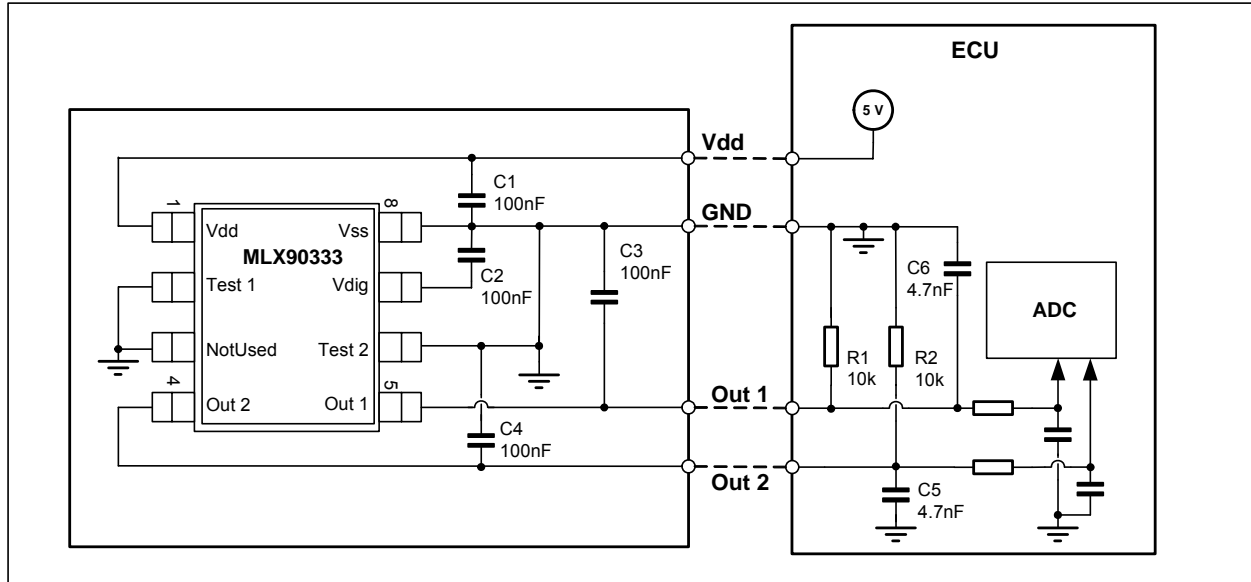 ECU
5 V
Vdd
C1
100nF
GND
1
8
Vdd
Vss
MLX90333
C2
100nF
C3
100nF
Test 1
Vdig
NotUsed
Test 2
4
5
Out 2
Out 1
C4
100nF
Out 1
Out 2
C6
4.7nF
R1
10k
R2
10k
ADC
C5
4.7nF